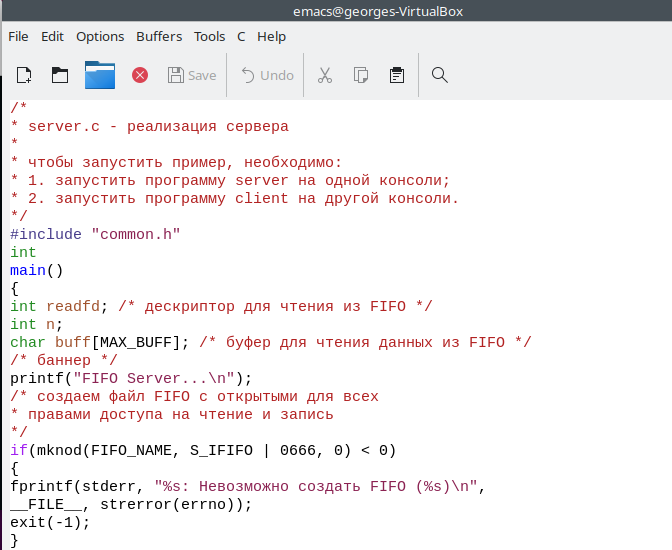 emacs@georges-VirtualBox
File Edit Options Buffers Tools C Help
Save Undo
/*
* server.c - реализация сервера
*
* чтобы запустить пример, необходимо:
* 1. запустить программу server на одной консоли;
* 2. запустить программу client на другой консоли.
*/
#include "common.h"
int
main()
{
int readfd; /* дескриптор для чтения из FIFO */
int n;
char buff[MAX_BUFF]; /* буфер для чтения данных из FIFO */
/* баннер */
printf("FIFO Server...\n");
/* создаем файл FIFO с открытыми для всех
* правами доступа на чтение и запись
*/
if(mknod(FIFO_NAME, S_IFIFO | 0666, 0) < 0)
{
fprintf(stderr, "%s: Невозможно создать FIFO (%s)\n",
__FILE__, strerror(errno));
exit(-1);
}